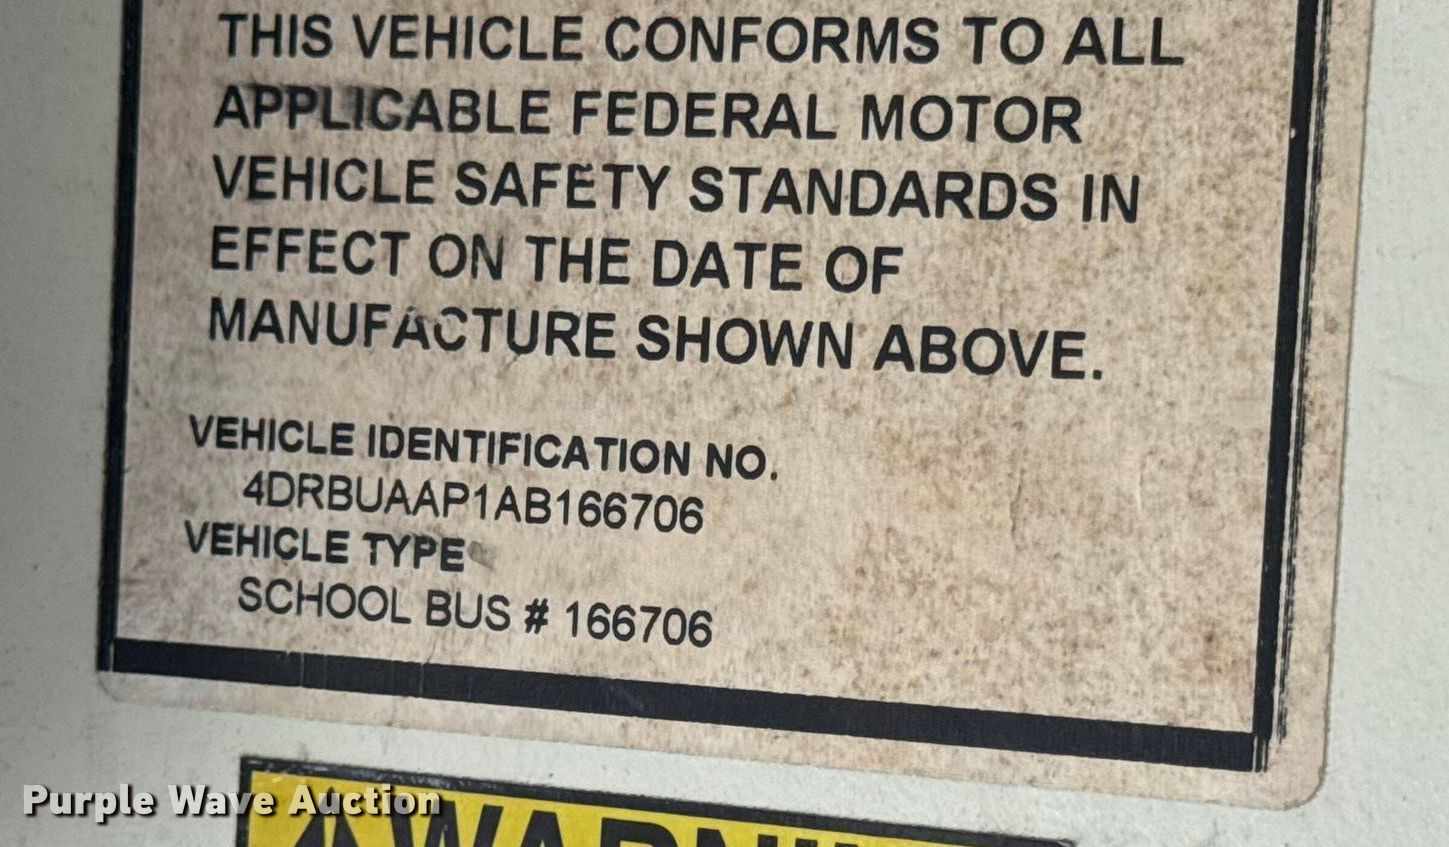 THIS VEHICLE CONFORMS TO ALL
APPLICABLE FEDERAL MOTOR
VEHICLE SAFETY STANDARDS IN
EFFECT ON THE DATE OF
MANUFACTURE SHOWN ABOVE.
VEHICLE IDENTIFICATION NO.
4DRBUAAP1AB166706
VEHICLE TYPE
SCHOOL BUS # 166706
WARNING
Purple Wave Auction